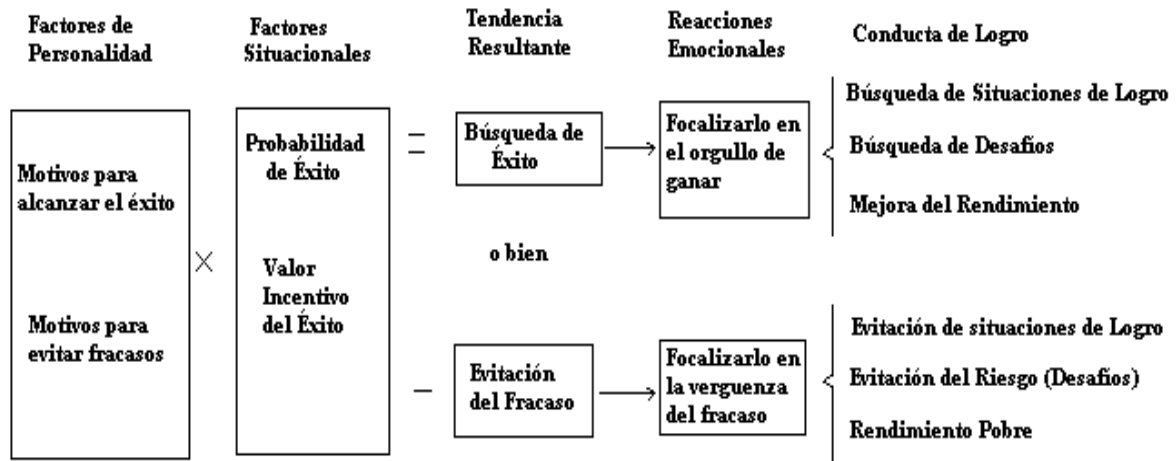 Factores de
Personalidad
Factores
Situacionales
Tendencia
Resultante
Reacciones
Emocionales
Conducta de Logro
Motivos para
alcanzar el éxito
Motivos para
evitar fracasos
×
Probabilidad
de Éxito
Valor
Incentivo
del Éxito
=
Búsqueda de
Éxito
o bien
–
Evitación
del Fracaso
Focalizarlo en
el orgullo de
ganar
Focalizarlo en
la verguenza
del fracaso
Búsqueda de Situaciones de Logro
Búsqueda de Desafíos
Mejora del Rendimiento
Evitación de situaciones de Logro
Evitación del Riesgo (Desafíos)
Rendimiento Pobre